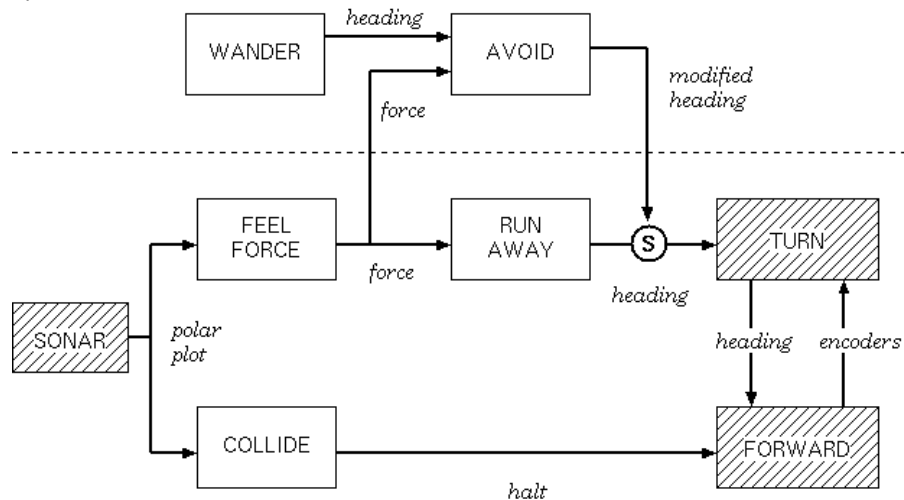 heading
WANDER
AVOID
modified
heading
force
FEEL
FORCE
RUN
AWAY
S
TURN
force
heading
SONAR
polar
plot
heading
encoders
COLLIDE
FORWARD
halt